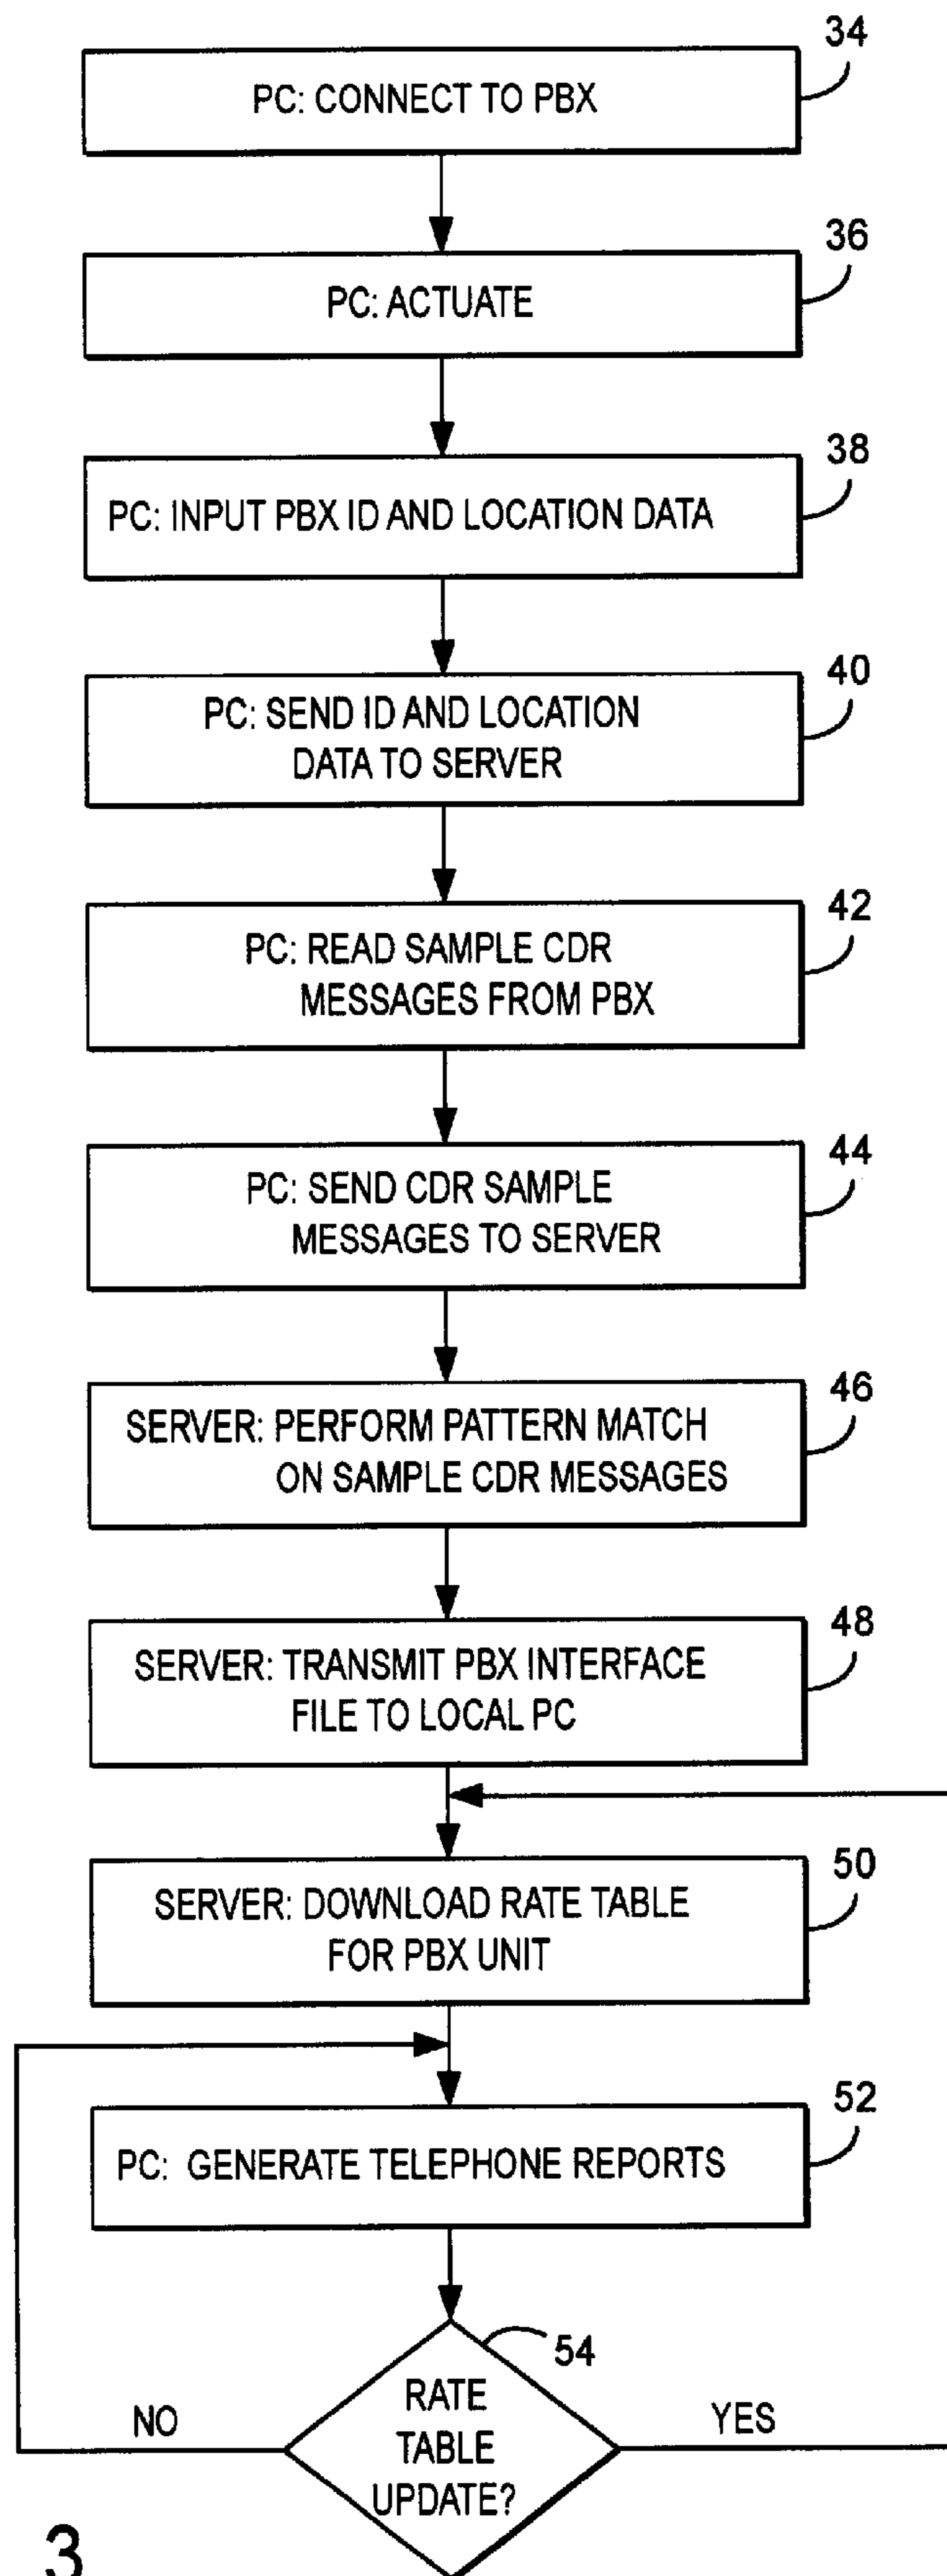 34
PC: CONNECT TO PBX
36
PC: ACTUATE
38
PC: INPUT PBX ID AND LOCATION DATA
40
PC: SEND ID AND LOCATION
DATA TO SERVER
42
PC: READ SAMPLE CDR
MESSAGES FROM PBX
44
PC: SEND CDR SAMPLE
MESSAGES TO SERVER
46
SERVER: PERFORM PATTERN MATCH
ON SAMPLE CDR MESSAGES
48
SERVER: TRANSMIT PBX INTERFACE
FILE TO LOCAL PC
50
SERVER: DOWNLOAD RATE TABLE
FOR PBX UNIT
52
PC: GENERATE TELEPHONE REPORTS
54
RATE
TABLE
UPDATE?
NO
YES
3